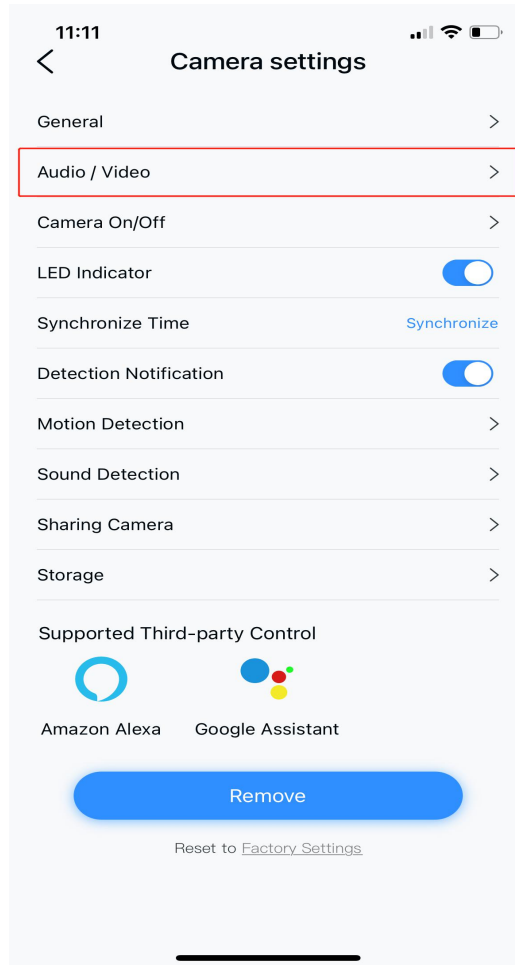 11:11
Camera settings
General
Audio / Video
Camera On/Off
LED Indicator
Synchronize Time Synchronize
Detection Notification
Motion Detection
Sound Detection
Sharing Camera
Storage
Supported Third-party Control
Amazon Alexa Google Assistant
Remove
Reset to Factory Settings